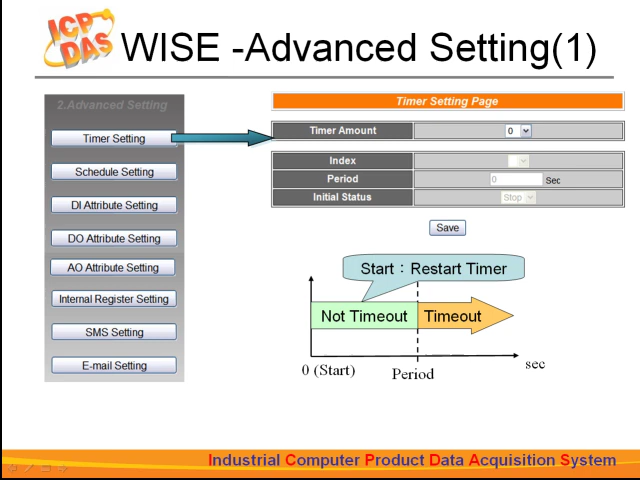 ICP
DAS
WISE -Advanced Setting(1)
2.Advanced Setting
Timer Setting
Schedule Setting
DI Attribute Setting
DO Attribute Setting
AO Attribute Setting
Internal Register Setting
SMS Setting
E-mail Setting
Timer Setting Page
Timer Amount 0
Index
Period 0 Sec
Initial Status Stop
Save
Start：Restart Timer
Not Timeout Timeout
0 (Start) Period sec
Industrial Computer Product Data Acquisition System